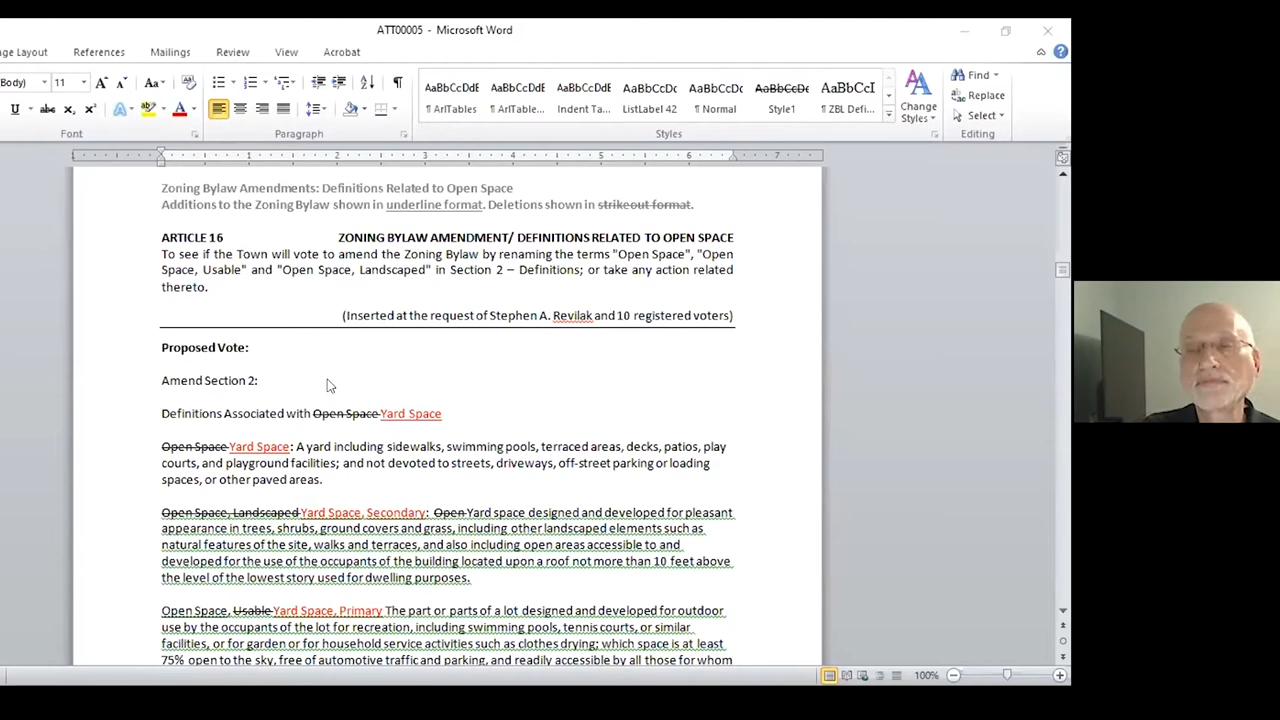 ATT00005 - Microsoft Word
ge Layout References Mailings Review View Acrobat
Body) 11 Aa Find
AaBbCcDdE AaBbCcDdE AaBbCcDdE AaBbCcDc AaBbCcDc AaBbCcDc AaBbCcI Replace
¶ ArlTables ¶ ArlTable... Indent Ta... ListLabel 42 ¶ Normal Style1 ¶ ZBL Defi... Change Styles Select
Font Paragraph Styles Editing
1 2 3 4 5 6 7
Zoning Bylaw Amendments: Definitions Related to Open Space
Additions to the Zoning Bylaw shown in underline format. Deletions shown in strikeout format.
ARTICLE 16 ZONING BYLAW AMENDMENT/ DEFINITIONS RELATED TO OPEN SPACE
To see if the Town will vote to amend the Zoning Bylaw by renaming the terms "Open Space", "Open
Space, Usable" and "Open Space, Landscaped" in Section 2 – Definitions; or take any action related
thereto.
(Inserted at the request of Stephen A. Revilak and 10 registered voters)
Proposed Vote:
Amend Section 2:
Definitions Associated with Open Space Yard Space
Open Space Yard Space: A yard including sidewalks, swimming pools, terraced areas, decks, patios, play
courts, and playground facilities; and not devoted to streets, driveways, off-street parking or loading
spaces, or other paved areas.
Open Space, Landscaped Yard Space, Secondary: Open Yard space designed and developed for pleasant
appearance in trees, shrubs, ground covers and grass, including other landscaped elements such as
natural features of the site, walks and terraces, and also including open areas accessible to and
developed for the use of the occupants of the building located upon a roof not more than 10 feet above
the level of the lowest story used for dwelling purposes.
Open Space, Usable Yard Space, Primary The part or parts of a lot designed and developed for outdoor
use by the occupants of the lot for recreation, including swimming pools, tennis courts, or similar
facilities, or for garden or for household service activities such as clothes drying; which space is at least
75% open to the sky, free of automotive traffic and parking, and readily accessible by all those for whom
100%